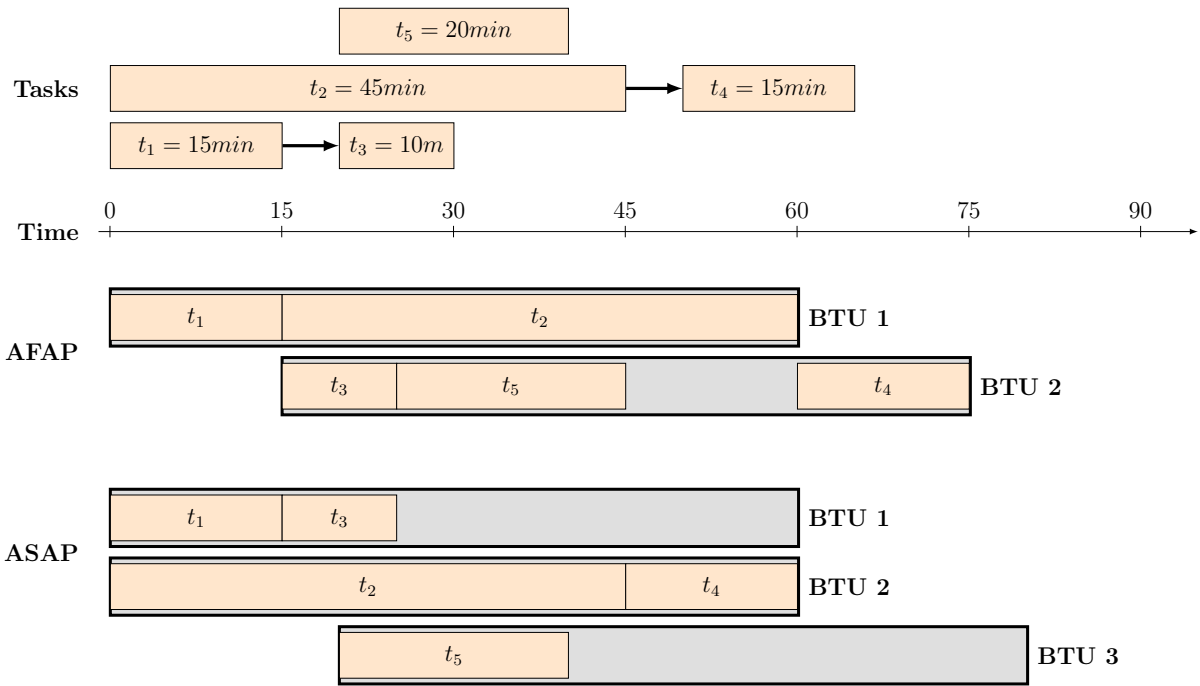 t₅ = 20min
Tasks t₂ = 45min t₄ = 15min
t₁ = 15min t₃ = 10m
0 15 30 45 60 75 90
Time
t₁ t₂ BTU 1
AFAP
t₃ t₅ t₄ BTU 2
t₁ t₃ BTU 1
ASAP
t₂ t₄ BTU 2
t₅ BTU 3